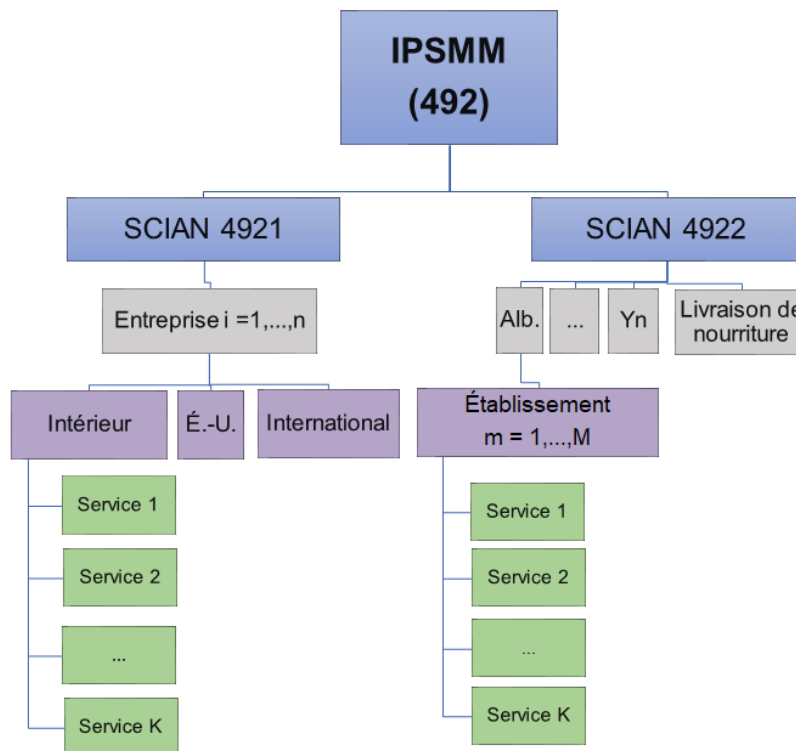 IPSMM
(492)
SCIAN 4921
SCIAN 4922
Entreprise i =1,...,n
Alb.
...
Yn
Livraison de
nourriture
Intérieur
É.-U.
International
Établissement
m = 1,...,M
Service 1
Service 2
...
Service K
Service 1
Service 2
...
Service K